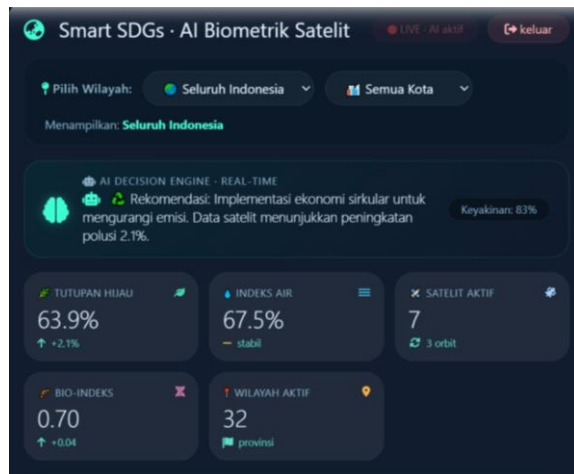 Smart SDGs · AI Biometrik Satelit
LIVE · AI aktif
keluar
Pilih Wilayah:
Seluruh Indonesia
Semua Kota
Menampilkan: Seluruh Indonesia
AI DECISION ENGINE · REAL-TIME
Rekomendasi: Implementasi ekonomi sirkular untuk
mengurangi emisi. Data satelit menunjukkan peningkatan
polusi 2.1%.
Keyakinan: 83%
TUTUPAN HIJAU
63.9%
+2.1%
INDEKS AIR
67.5%
stabil
SATELIT AKTIF
7
3 orbit
BIO-INDEKS
0.70
+0.04
WILAYAH AKTIF
32
provinsi